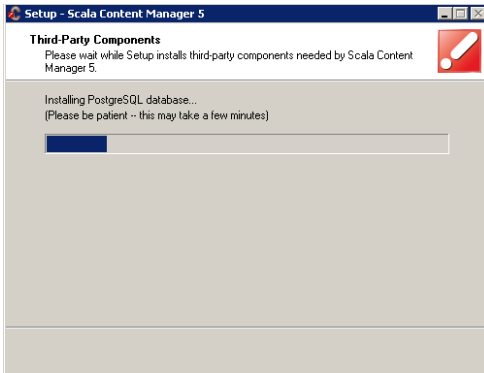 Setup - Scala Content Manager 5
Third-Party Components
Please wait while Setup installs third-party components needed by Scala Content
Manager 5.
Installing PostgreSQL database...
(Please be patient -- this may take a few minutes)